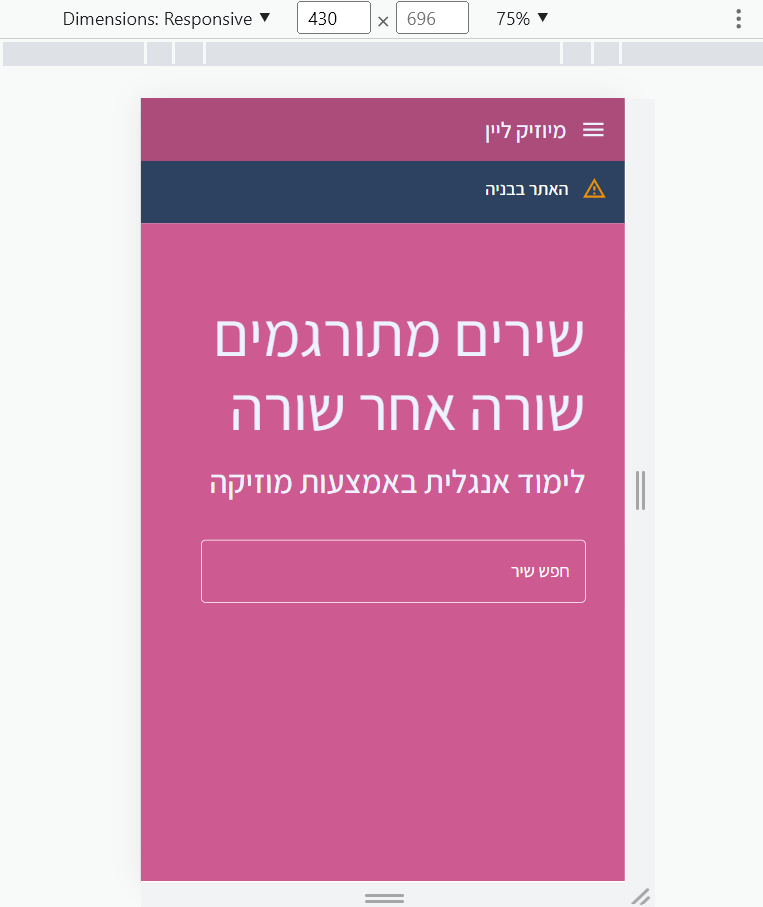 Dimensions: Responsive 430 × 696 75%
מיוזיק ליין
האתר בבניה
שירים מתורגמים
שורה אחר שורה
לימוד אנגלית באמצעות מוזיקה
חפש שיר